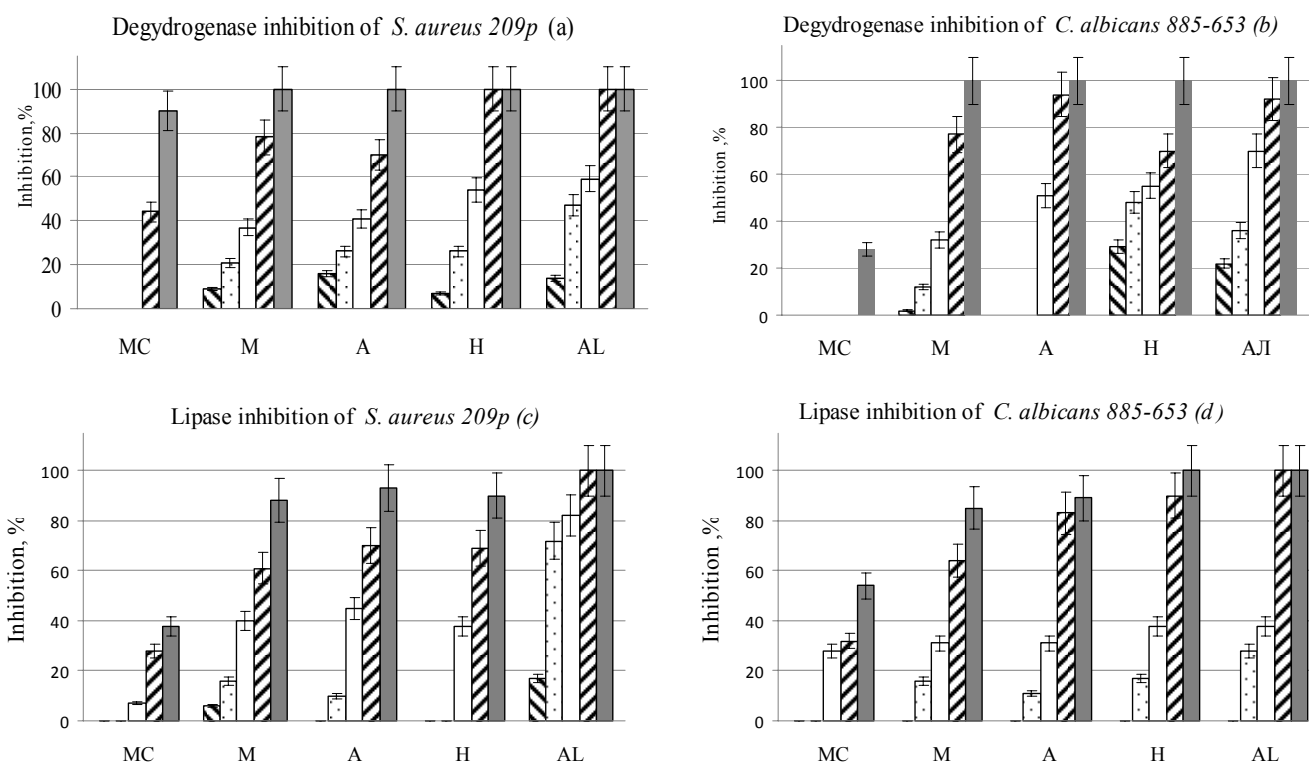 Degydrogenase inhibition of S. aureus 209p (a)
Inhibition,%
100
80
60
40
20
0
MC M A H AL
Degydrogenase inhibition of C. albicans 885-653 (b)
Inhibition ,%
100
80
60
40
20
0
MC M A H АЛ
Lipase inhibition of S. aureus 209p (c)
Inhibition, %
100
80
60
40
20
0
MC M A H AL
Lipase inhibition of C. albicans 885-653 (d )
Inhibition ,%
100
80
60
40
20
0
MC M A H AL